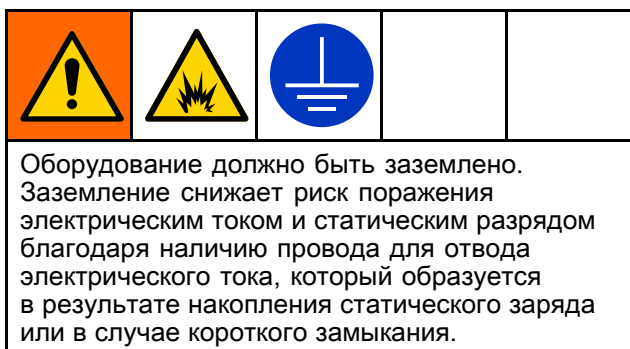 Оборудование должно быть заземлено.
Заземление снижает риск поражения
электрическим током и статическим разрядом
благодаря наличию провода для отвода
электрического тока, который образуется
в результате накопления статического заряда
или в случае короткого замыкания.